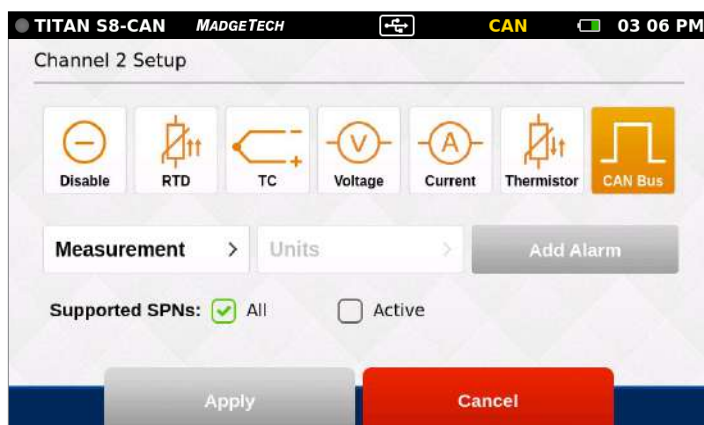 TITAN S8-CAN MADGETECH CAN 03 06 PM
Channel 2 Setup
Disable RTD TC Voltage Current Thermistor CAN Bus
Measurement > Units > Add Alarm
Supported SPNs: All Active
Apply Cancel